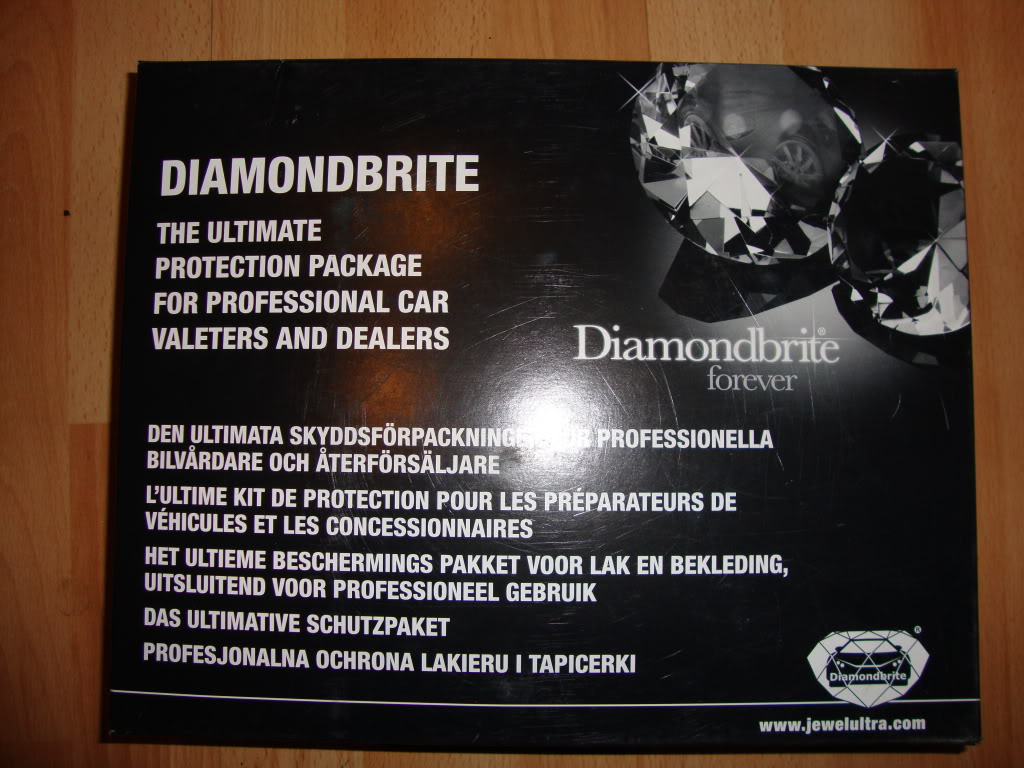 DIAMONDBRITE
THE ULTIMATE
PROTECTION PACKAGE
FOR PROFESSIONAL CAR
VALETERS AND DEALERS
Diamondbrite®
forever
DEN ULTIMATA SKYDDSFÖRPACKNINGE PROFESSIONELLA
BILVÅRDARE OCH ÅTERFÖRSÄLJARE
L'ULTIME KIT DE PROTECTION POUR LES PRÉPARATEURS DE
VÉHICULES ET LES CONCESSIONNAIRES
HET ULTIEME BESCHERMINGS PAKKET VOOR LAK EN BEKLEDING,
UITSLUITEND VOOR PROFESSIONEEL GEBRUIK
DAS ULTIMATIVE SCHUTZPAKET
PROFESJONALNA OCHRONA LAKIERU I TAPICERKI
Diamondbrite ®
www.jewelultra.com